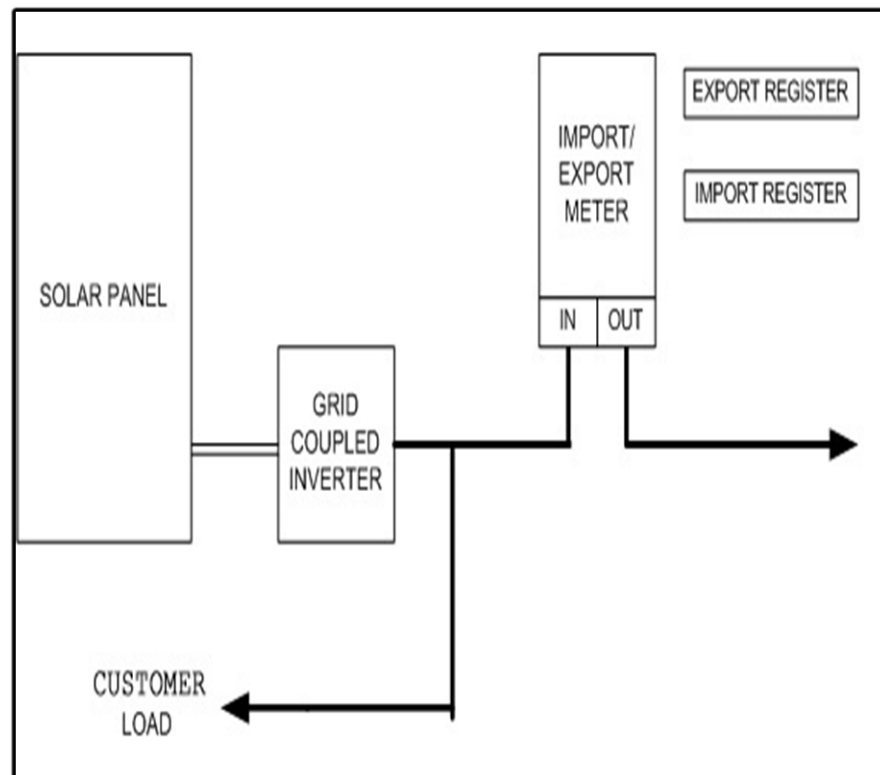 SOLAR PANEL
GRID
COUPLED
INVERTER
IMPORT/
EXPORT
METER
IN
OUT
EXPORT REGISTER
IMPORT REGISTER
CUSTOMER
LOAD